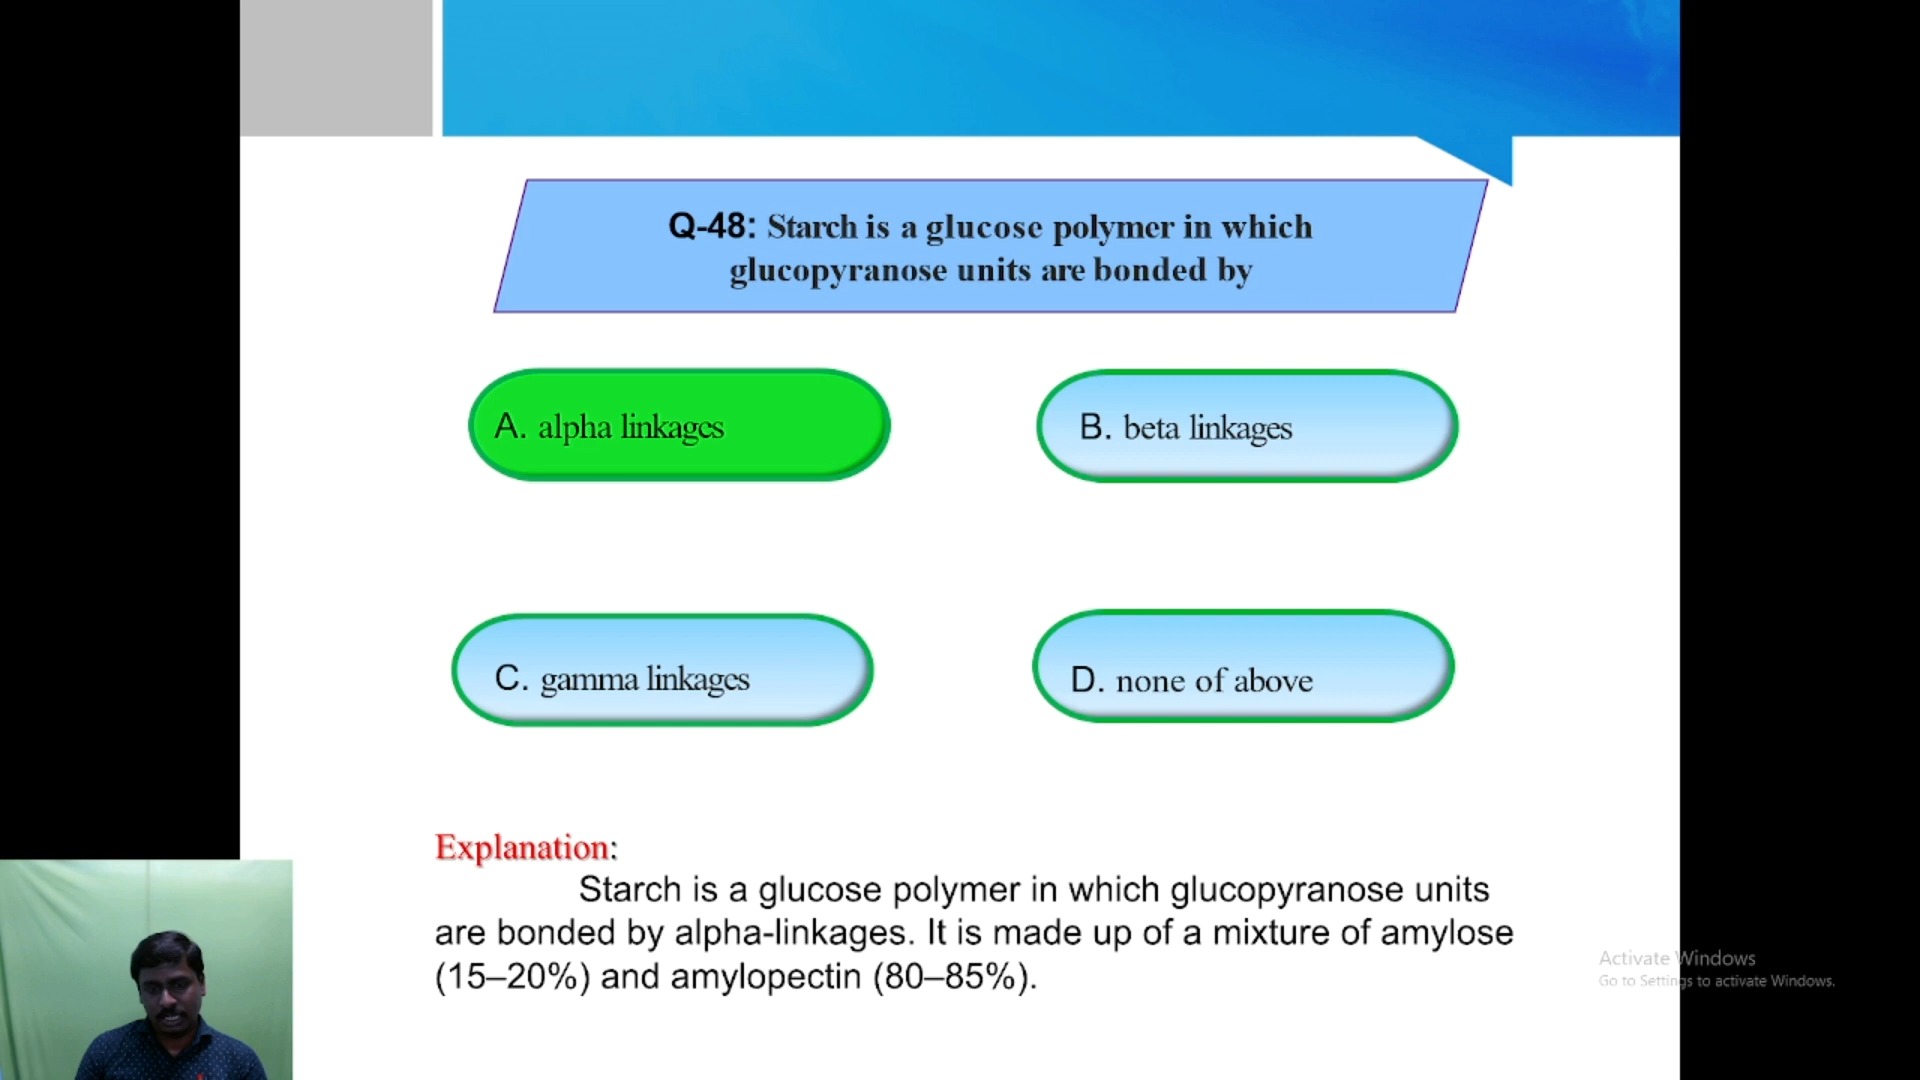 Q-48: Starch is a glucose polymer in which
glucopyranose units are bonded by
A. alpha linkages
B. beta linkages
C. gamma linkages
D. none of above
Explanation:
Starch is a glucose polymer in which glucopyranose units
are bonded by alpha-linkages. It is made up of a mixture of amylose
(15–20%) and amylopectin (80–85%).
Activate Windows
Go to Settings to activate Windows.